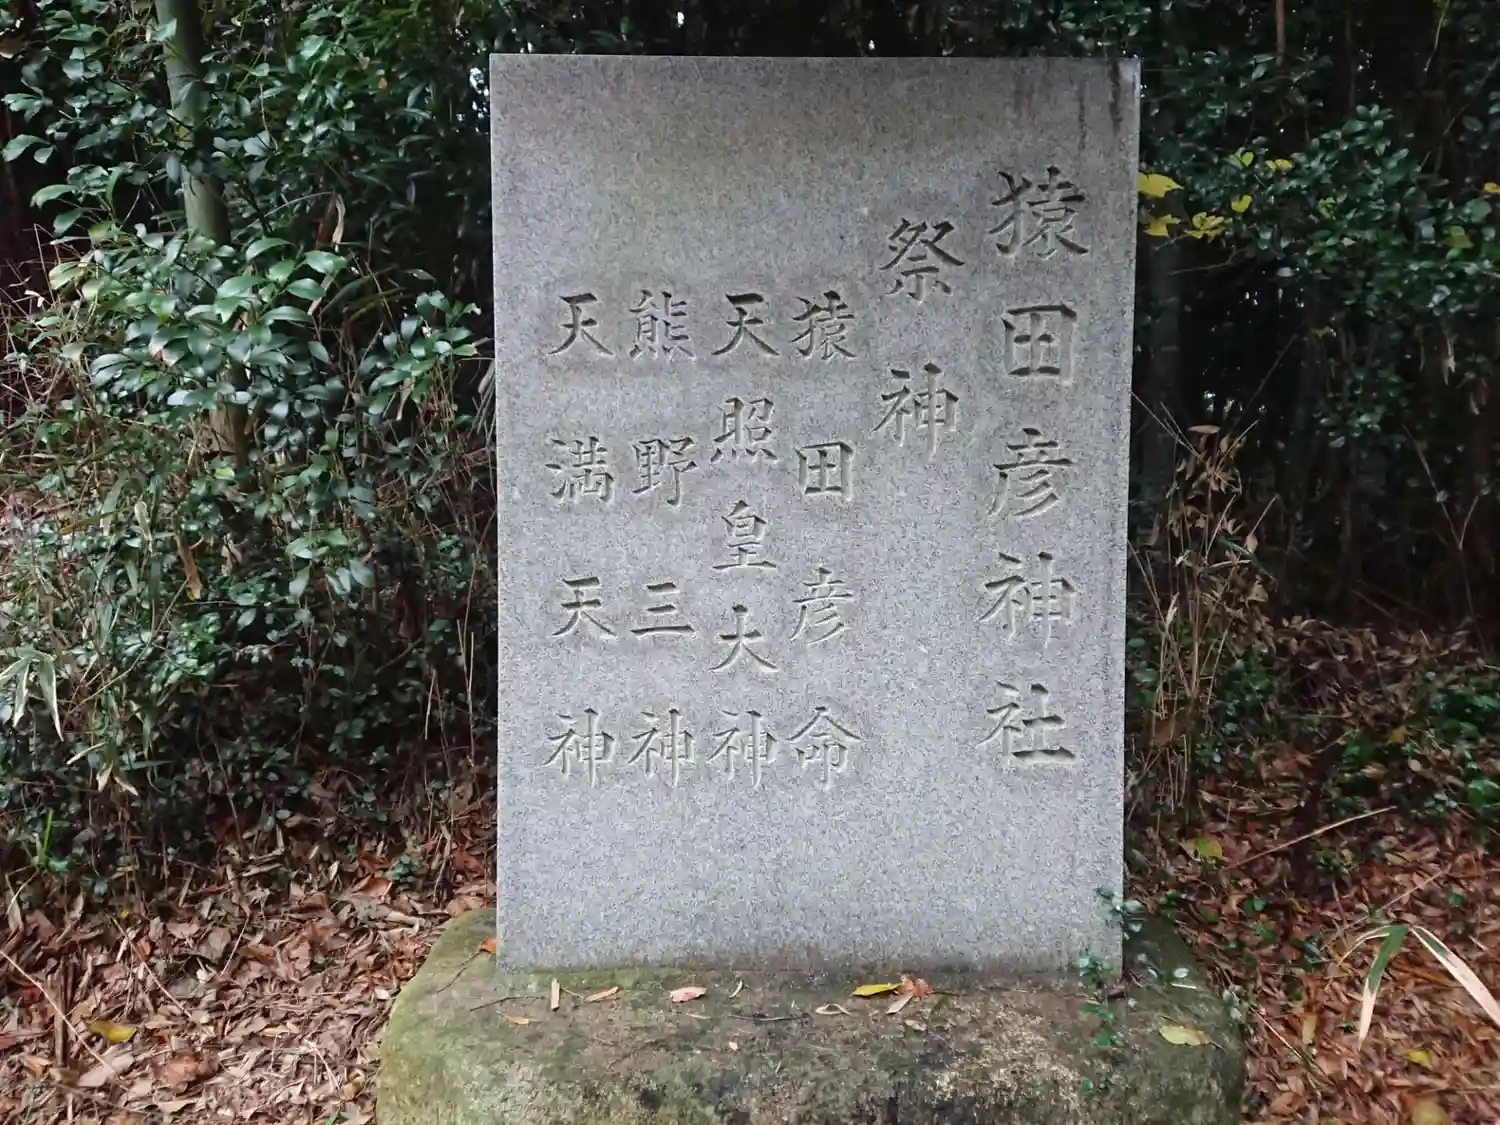 猿田彦神社
祭神
猿田彦命
天照皇大神
熊野三神
天満天神